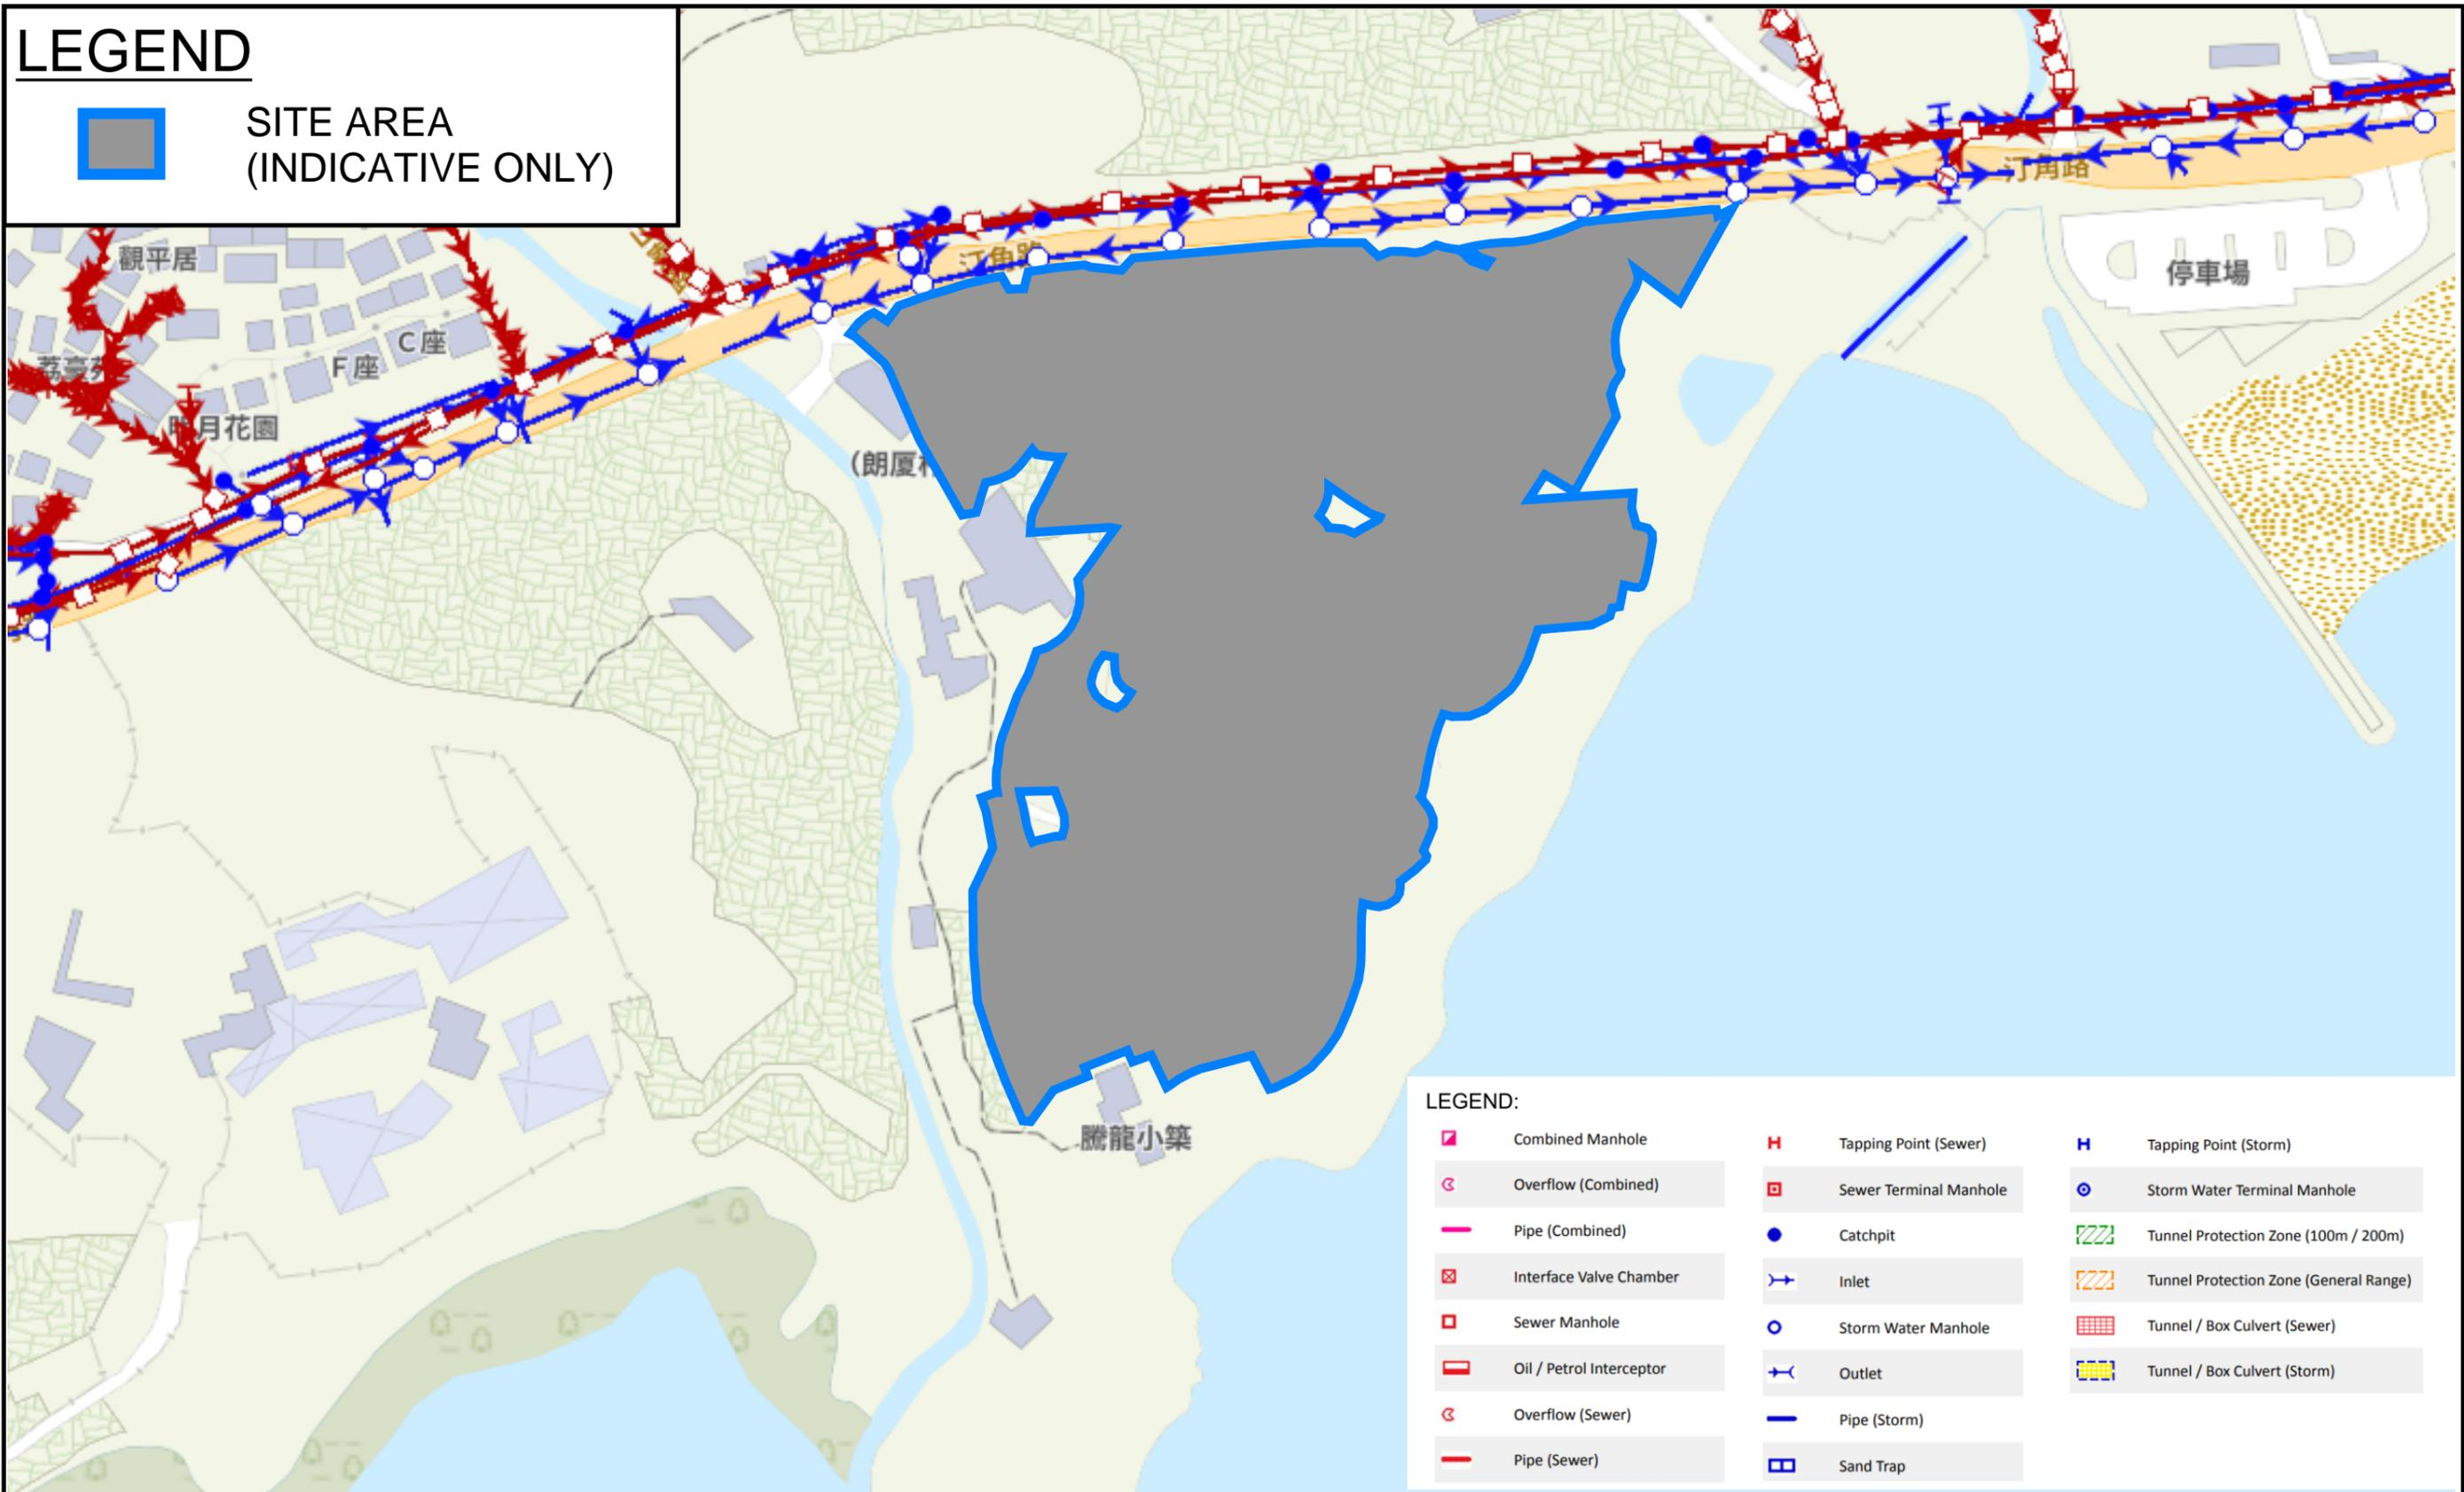 LEGEND
SITE AREA
(INDICATIVE ONLY)
汀角路
汀角路
停車場
觀平居
C座
F座
月花園
(朗厦
騰龍小築
LEGEND:
Combined Manhole
Overflow (Combined)
Pipe (Combined)
Interface Valve Chamber
Sewer Manhole
Oil / Petrol Interceptor
Overflow (Sewer)
Pipe (Sewer)
Tapping Point (Sewer)
Sewer Terminal Manhole
Catchpit
Inlet
Storm Water Manhole
Outlet
Pipe (Storm)
Sand Trap
Tapping Point (Storm)
Storm Water Terminal Manhole
Tunnel Protection Zone (100m / 200m)
Tunnel Protection Zone (General Range)
Tunnel / Box Culvert (Sewer)
Tunnel / Box Culvert (Storm)